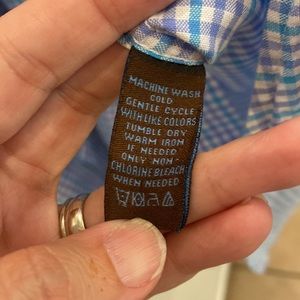 MACHINE WASH
COLD
GENTLE CYCLE
WITH LIKE COLORS
TUMBLE DRY
WARM IRON
IF NEEDED
ONLY NON-
CHLORINE BLEACH
WHEN NEEDED